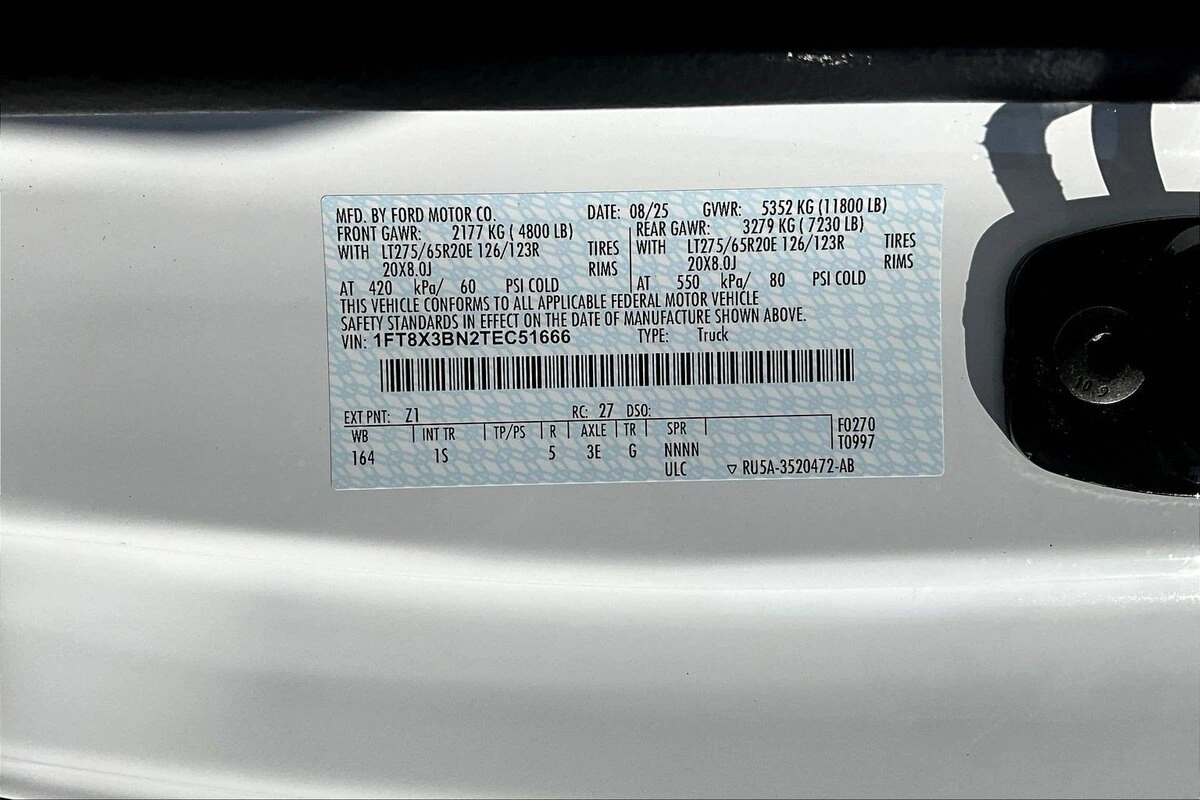 MFD. BY FORD MOTOR CO. DATE: 08/25 GVWR: 5352 KG (11800 LB)
FRONT GAWR: 2177 KG ( 4800 LB) REAR GAWR: 3279 KG ( 7230 LB)
WITH LT275/65R20E 126/123R TIRES WITH LT275/65R20E 126/123R TIRES
20X8.0J RIMS 20X8.0J RIMS
AT 420 kPa/ 60 PSI COLD AT 550 kPa/ 80 PSI COLD
THIS VEHICLE CONFORMS TO ALL APPLICABLE FEDERAL MOTOR VEHICLE
SAFETY STANDARDS IN EFFECT ON THE DATE OF MANUFACTURE SHOWN ABOVE.
VIN: 1FT8X3BN2TEC51666 TYPE: Truck
EXT PNT: Z1 RC: 27 DSO:
WB INT TR TP/PS R AXLE TR SPR F0270
164 1S 5 3E G NNNN T0997
ULC ▽ RU5A-3520472-AB
10 9